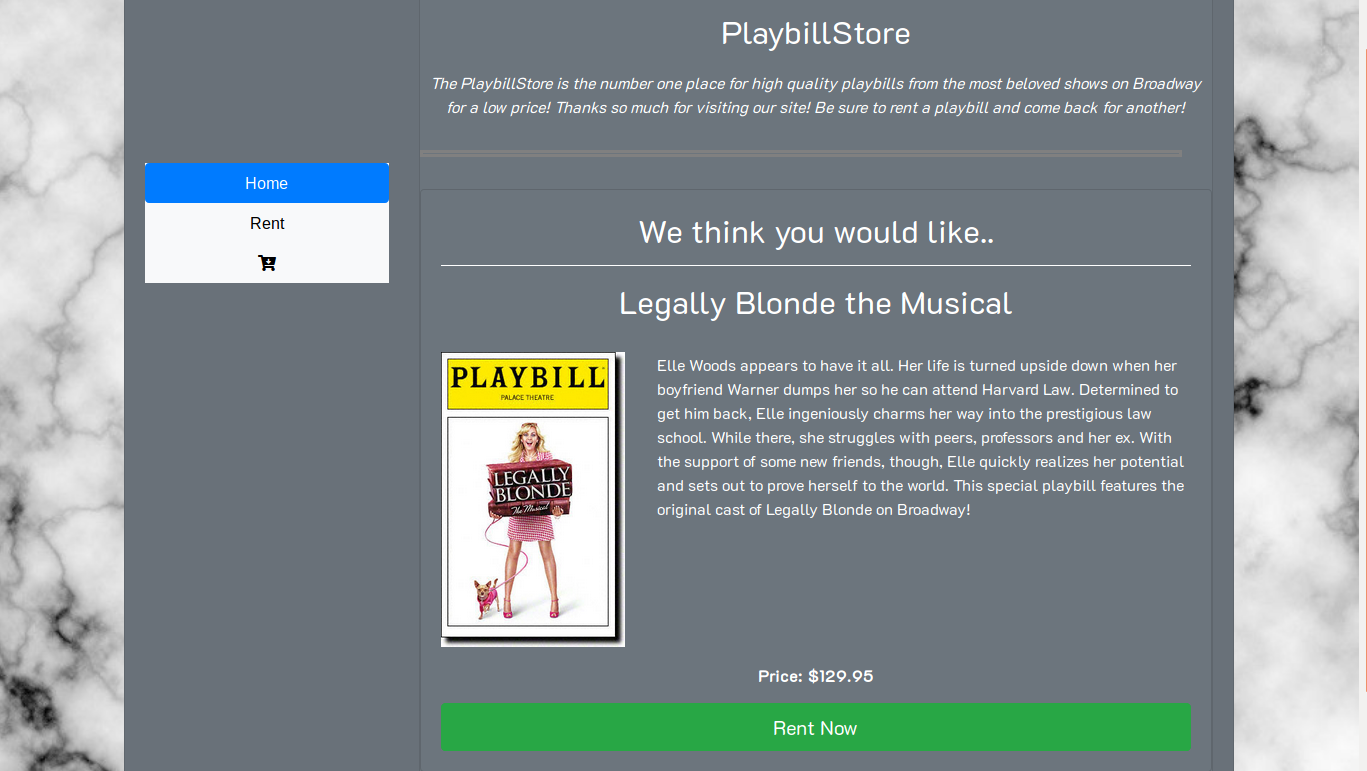 PlaybillStore
The PlaybillStore is the number one place for high quality playbills from the most beloved shows on Broadway
for a low price! Thanks so much for visiting our site! Be sure to rent a playbill and come back for another!
Home
Rent
We think you would like..
Legally Blonde the Musical
PLAYBILL
PALACE THEATRE
LEGALLY
BLONDE
The Musical
Elle Woods appears to have it all. Her life is turned upside down when her
boyfriend Warner dumps her so he can attend Harvard Law. Determined to
get him back, Elle ingeniously charms her way into the prestigious law
school. While there, she struggles with peers, professors and her ex. With
the support of some new friends, though, Elle quickly realizes her potential
and sets out to prove herself to the world. This special playbill features the
original cast of Legally Blonde on Broadway!
Price: $129.95
Rent Now